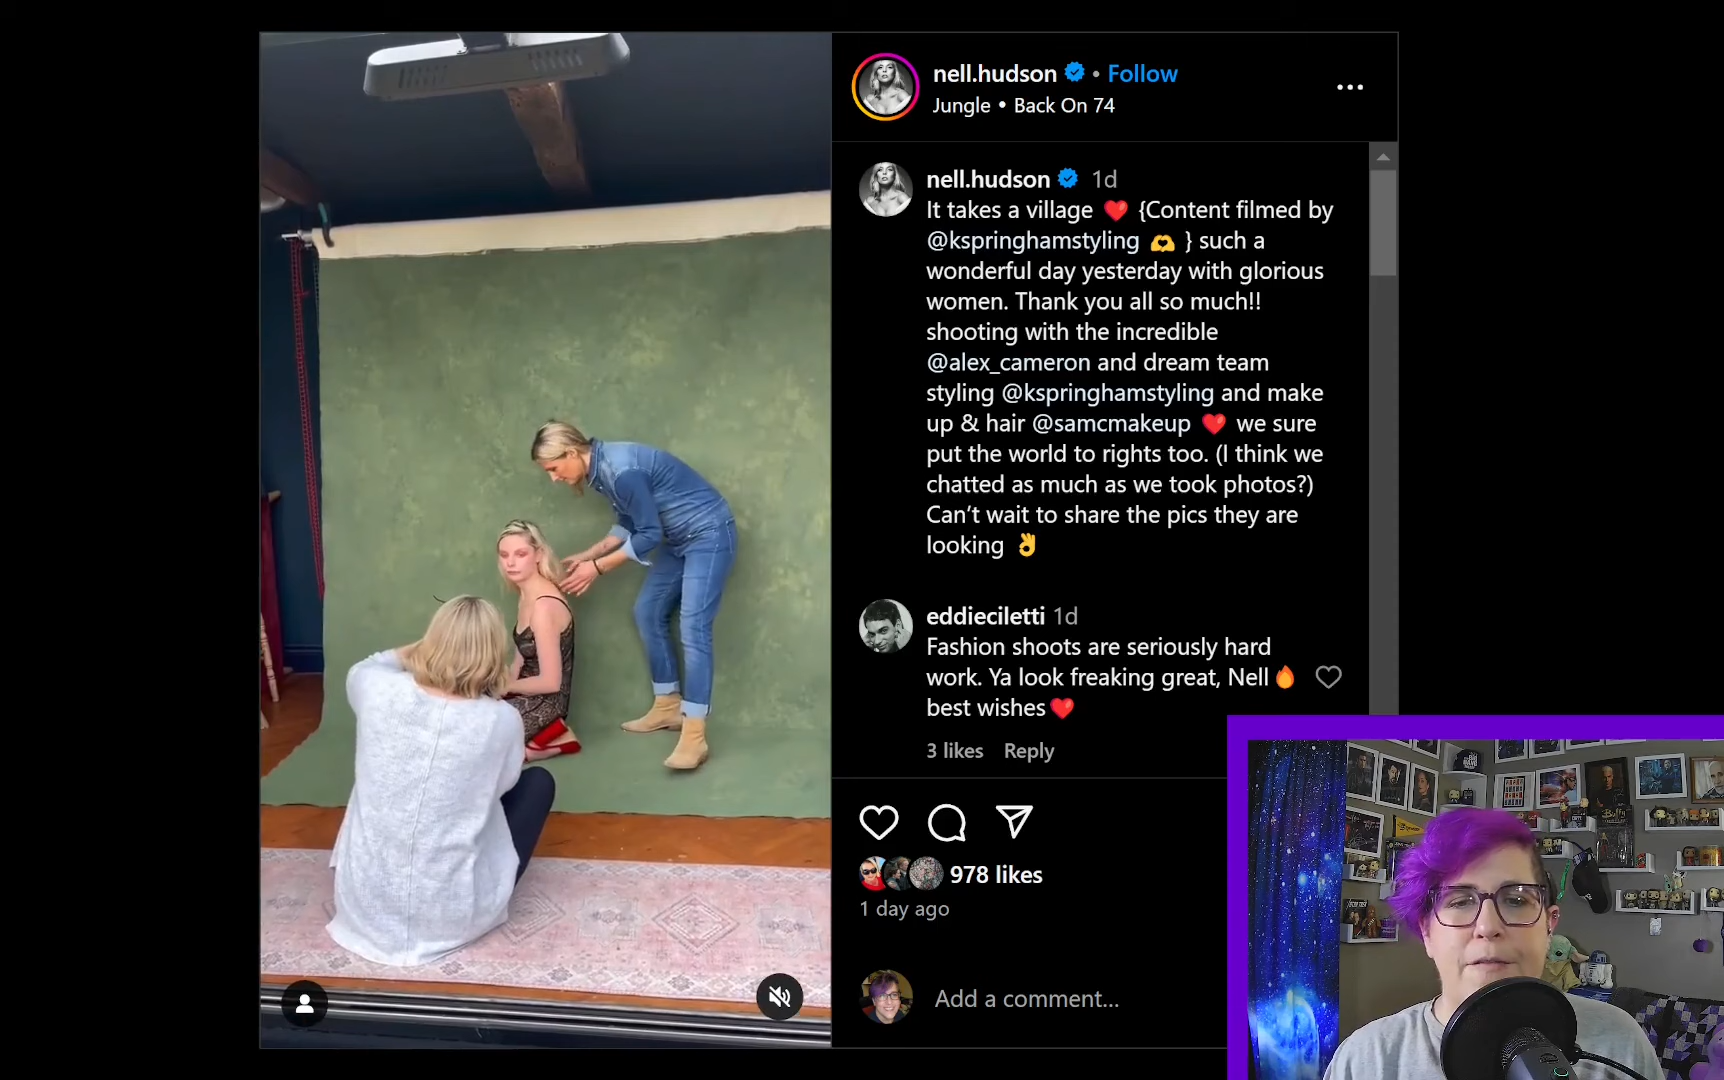 nell.hudson • Follow
Jungle • Back On 74
nell.hudson 1d
It takes a village ❤️ {Content filmed by
@kspringhamstyling 🫶 } such a
wonderful day yesterday with glorious
women. Thank you all so much!!
shooting with the incredible
@alex_cameron and dream team
styling @kspringhamstyling and make
up & hair @samcmakeup ❤️ we sure
put the world to rights too. (I think we
chatted as much as we took photos?)
Can’t wait to share the pics they are
looking 👌
eddieciletti 1d
Fashion shoots are seriously hard
work. Ya look freaking great, Nell🔥
best wishes❤️
3 likes Reply
978 likes
1 day ago
Add a comment...